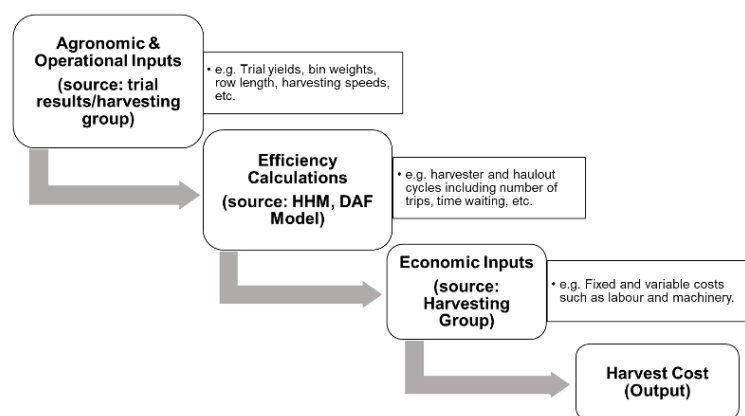 Agronomic &
Operational Inputs
(source: trial
results/harvesting
group)
• e.g. Trial yields, bin weights,
row length, harvesting speeds,
etc.
Efficiency
Calculations
(source: HHM, DAF
Model)
• e.g. harvester and haulout
cycles including number of
trips, time waiting, etc.
Economic Inputs
(source:
Harvesting
Group)
• e.g. Fixed and variable costs
such as labour and machinery.
Harvest Cost
(Output)